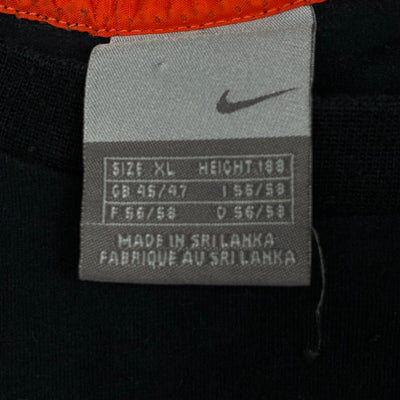 SIZE XL HEIGHT 188
GB 45/47 I 56/58
F 56/58 D 56/58
MADE IN SRI LANKA
FABRIQUE AU SRI LANKA